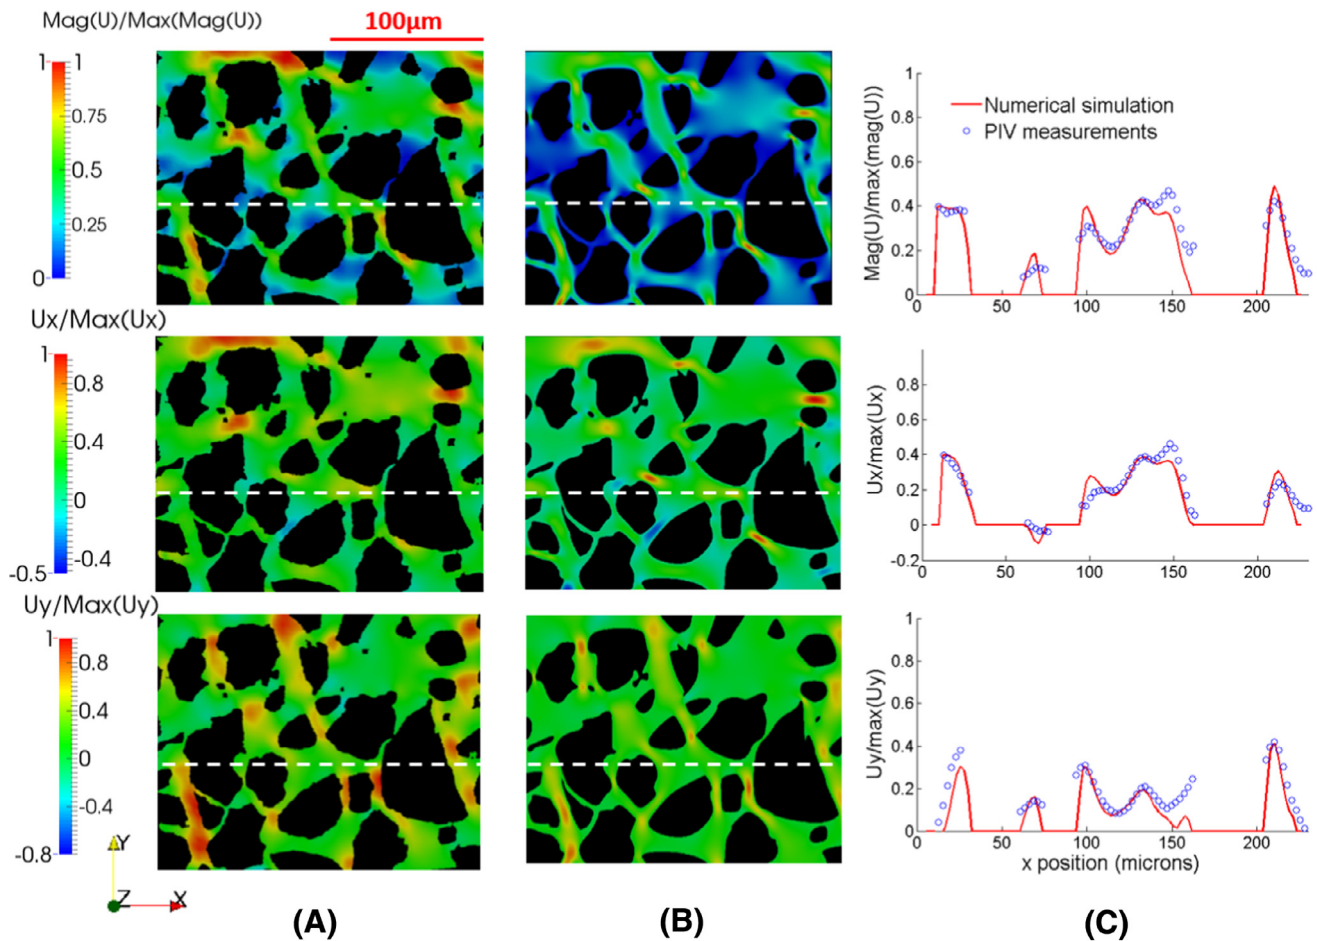 Mag(U)/Max(Mag(U))
100μm
1 1
0.75
0.5
0.25
0
Ux/Max(Ux)
1
0.8
0.4
0
-0.4
-0.5
Uy/Max(Uy)
1
0.8
0.4
0
-0.4
-0.8
Y
Z
X
Mag(U)/max(mag(U))
1
0.8
0.6
0.4
0.2
0
Numerical simulation
PIV measurements
0 50 100 150 200
Ux/max(Ux)
0.8
0.6
0.4
0.2
0
-0.2
0 50 100 150 200
Uy/max(Uy)
1
0.8
0.6
0.4
0.2
0
0 50 100 150 200
x position (microns)
(A) (B) (C)